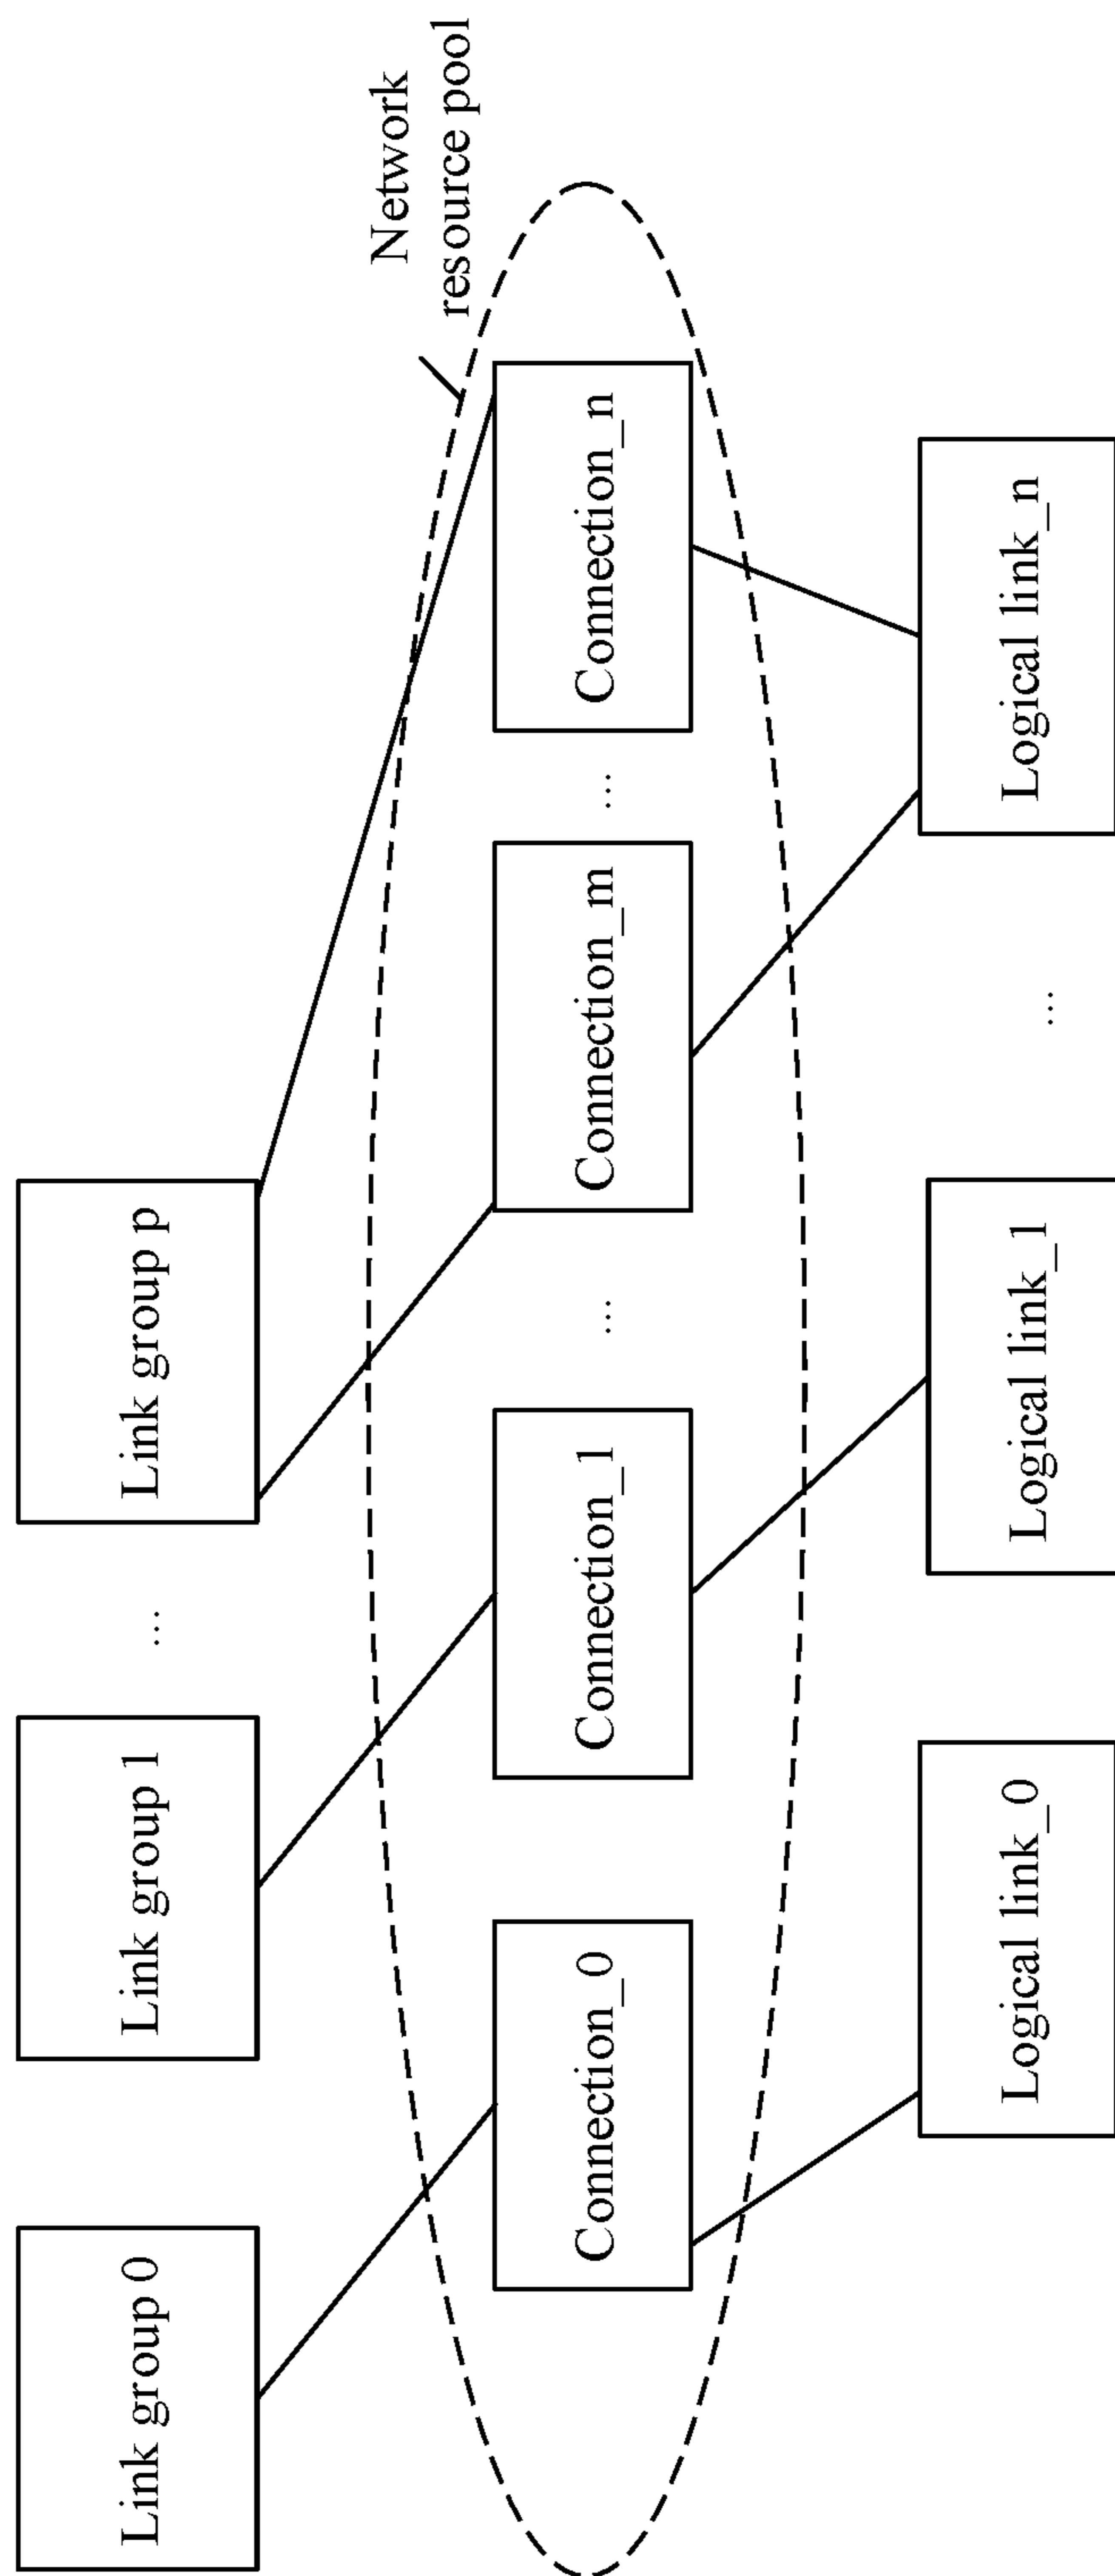 Link group 0
Link group 1
...
Link group p
Network
resource pool
Connection_0
Connection_1
...
Connection_m
...
Connection_n
Logical link_0
Logical link_1
...
Logical link_n